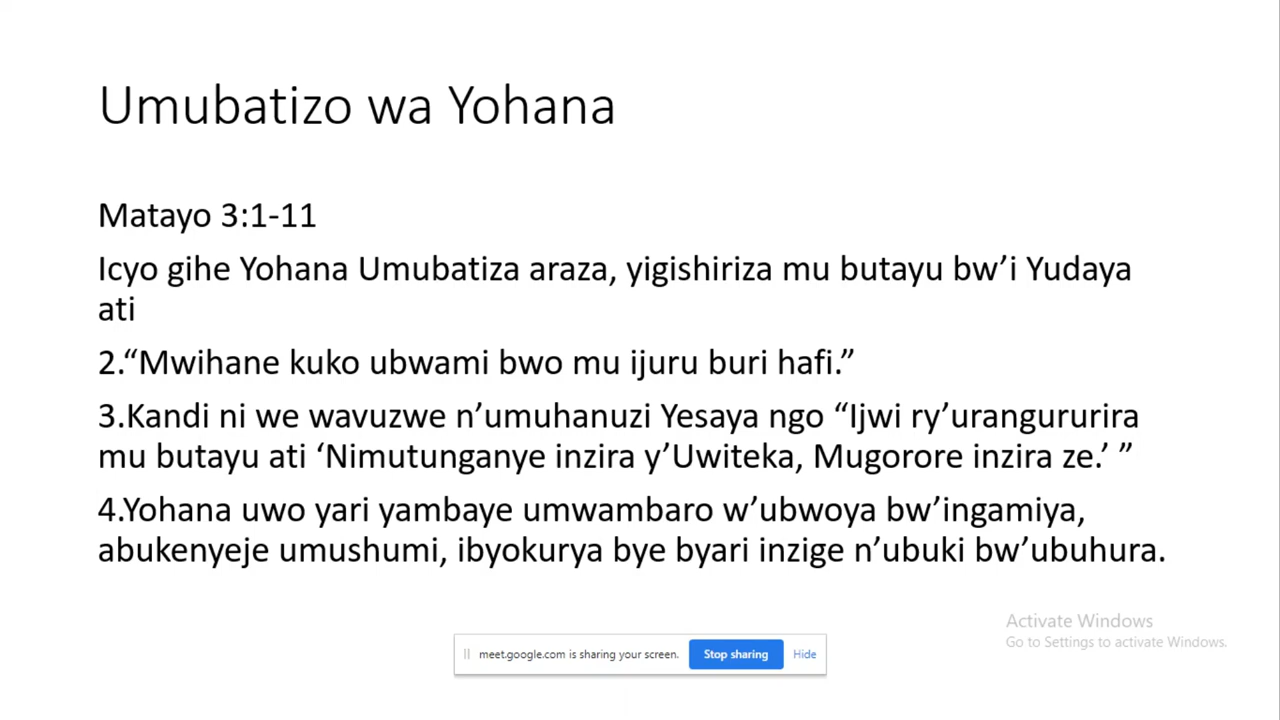 Umubatizo wa Yohana
Matayo 3:1-11
Icyo gihe Yohana Umubatiza araza, yigishiriza mu butayu bw’i Yudaya
ati
2.“Mwihane kuko ubwami bwo mu ijuru buri hafi.”
3.Kandi ni we wavuzwe n’umuhanuzi Yesaya ngo “Ijwi ry’urangururira
mu butayu ati ‘Nimutunganye inzira y’Uwiteka, Mugorore inzira ze.’ ”
4.Yohana uwo yari yambaye umwambaro w’ubwoya bw’ingamiya,
abukenyeje umushumi, ibyokurya bye byari inzige n’ubuki bw’ubuhura.
Activate Windows
Go to Settings to activate Windows.
meet.google.com is sharing your screen. Stop sharing Hide